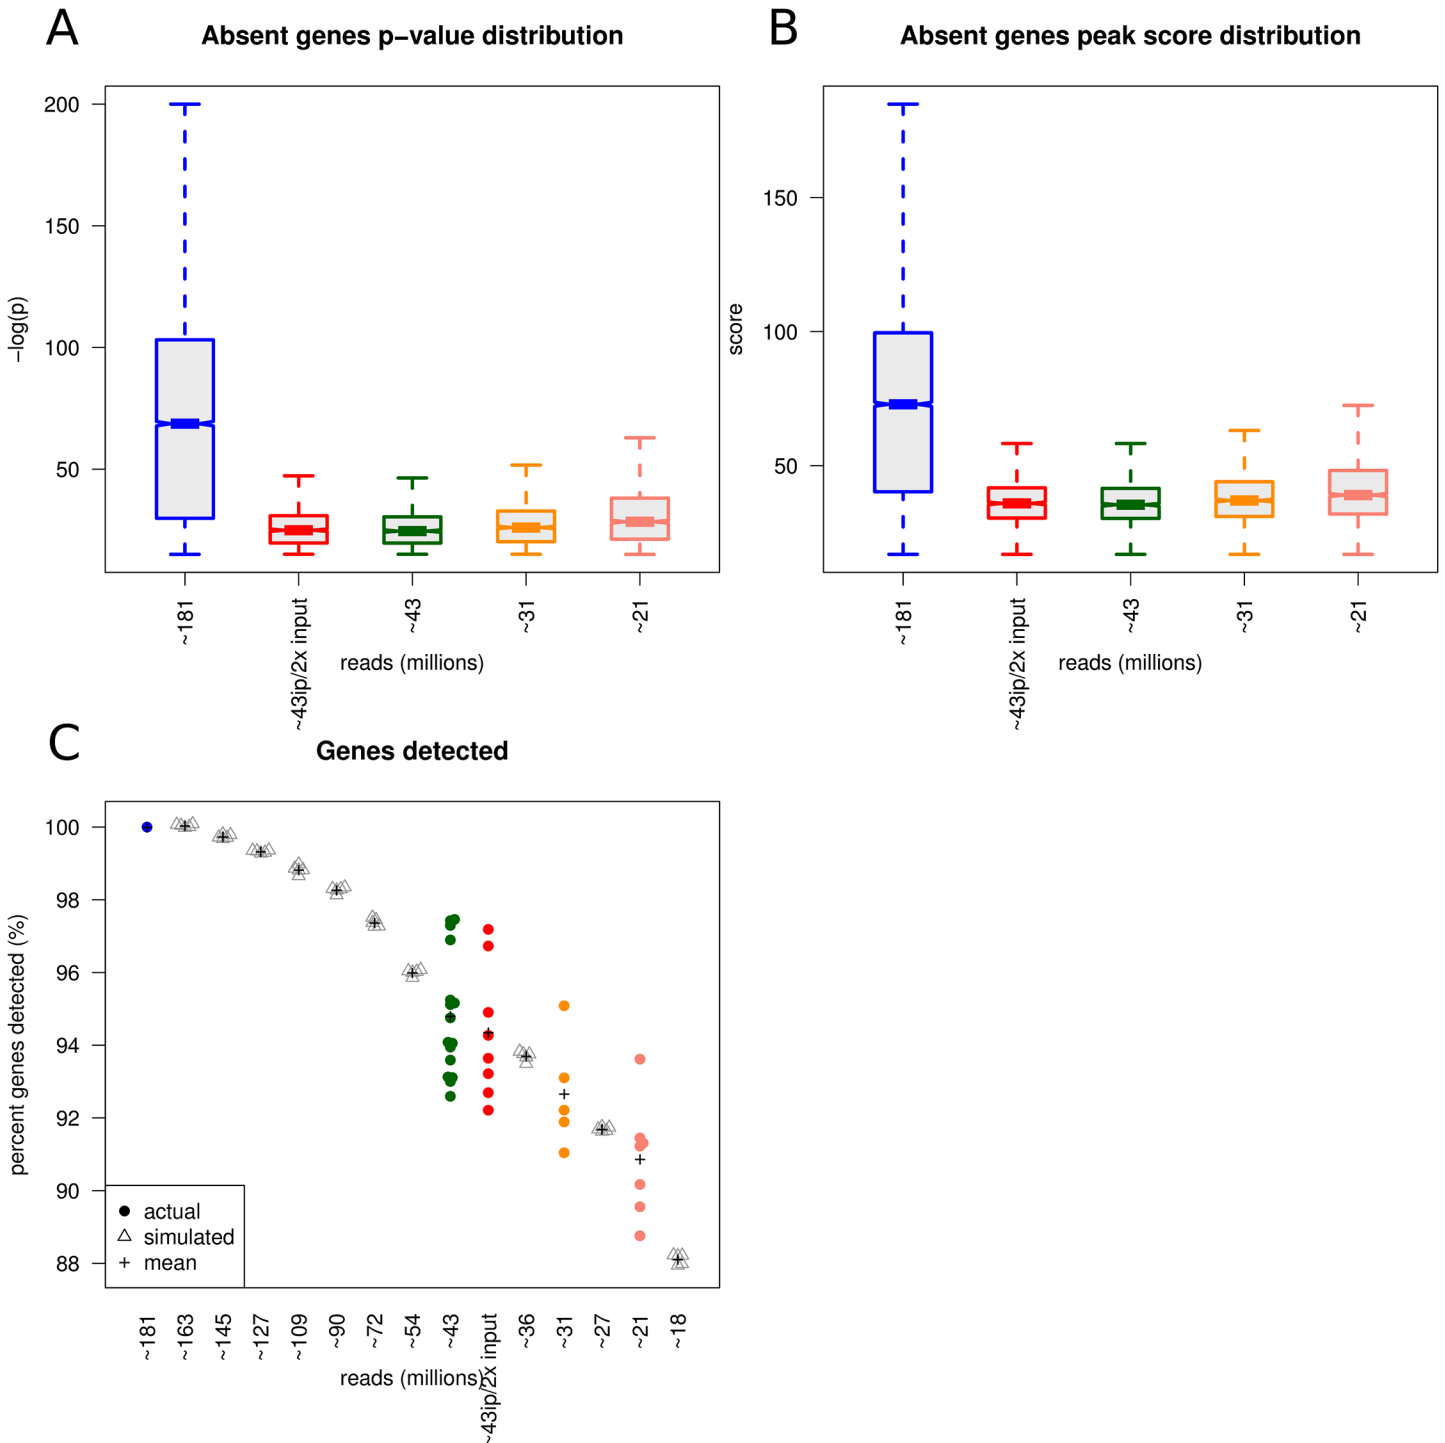 A
Absent genes p−value distribution
200
150
100
50
−log(p)
~181
~43ip/2x input
~43
~31
~21
reads (millions)
B
Absent genes peak score distribution
150
100
50
score
~181
~43ip/2x input
~43
~31
~21
reads (millions)
C
Genes detected
100
98
96
94
92
90
88
percent genes detected (%)
actual
simulated
mean
~181
~163
~145
~127
~109
~90
~72
~54
~43
~43ip/2x input
~36
~31
~27
~21
~18
reads (millions)